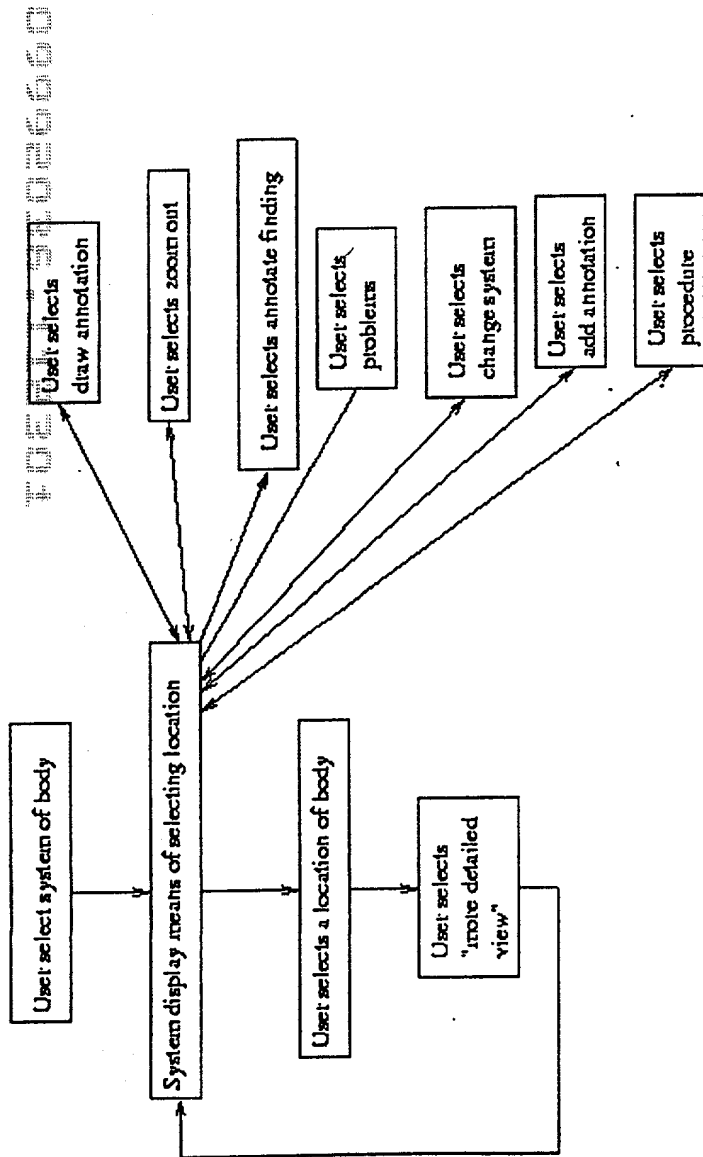 User select system of body
System display means of selecting location
User selects a location of body
User selects
"more detailed
view"
User selects
draw annotation
User selects zoom out
User selects annotate finding
User selects
problems
User selects
change system
User selects
add annotation
User selects
procedure